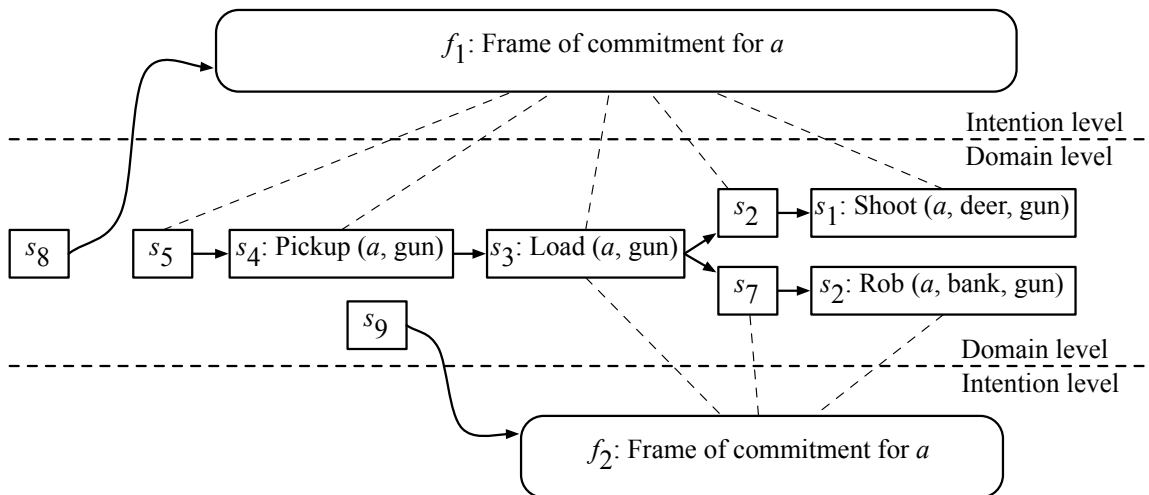 f1: Frame of commitment for a
Intention level
Domain level
s2
s1: Shoot (a, deer, gun)
s8
s5
s4: Pickup (a, gun)
s3: Load (a, gun)
s7
s2: Rob (a, bank, gun)
s9
Domain level
Intention level
f2: Frame of commitment for a